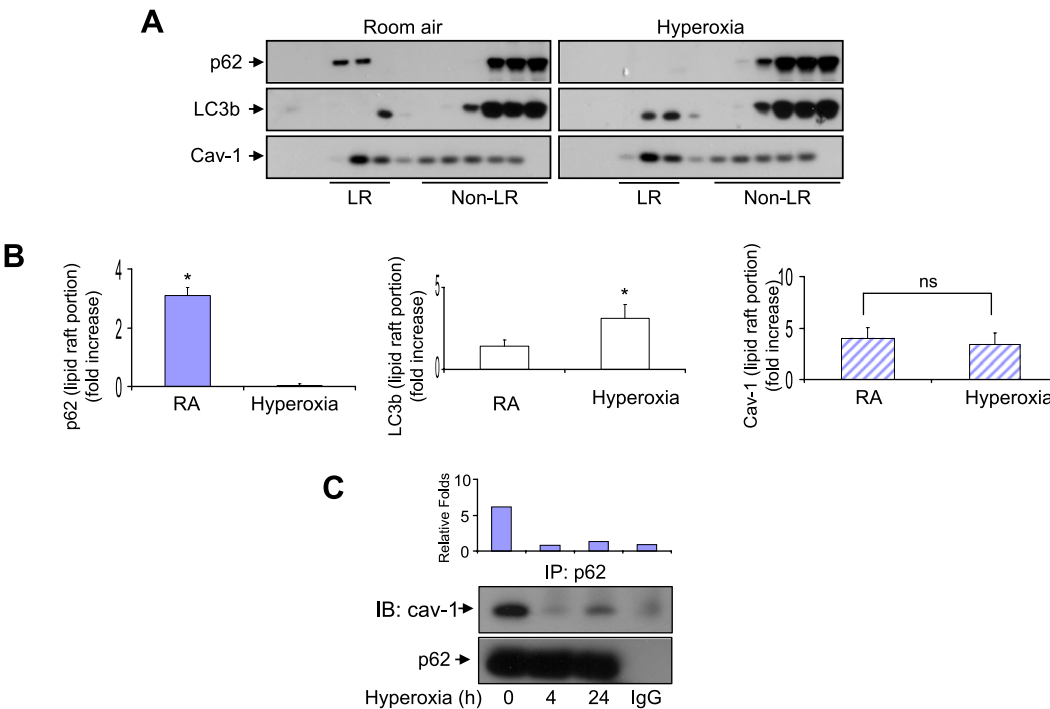 A
Room air
Hyperoxia
p62
LC3b
Cav-1
LR
Non-LR
LR
Non-LR
B
p62 (lipid raft portion)
(fold increase)
4
2
0
*
RA
Hyperoxia
LC3b (lipid raft portion)
(fold increase)
5
0
*
RA
Hyperoxia
Cav-1 (lipid raft portion)
(fold increase)
10
5
0
ns
RA
Hyperoxia
C
Relative Folds
10
5
0
IP: p62
IB: cav-1
p62
Hyperoxia (h) 0 4 24 IgG